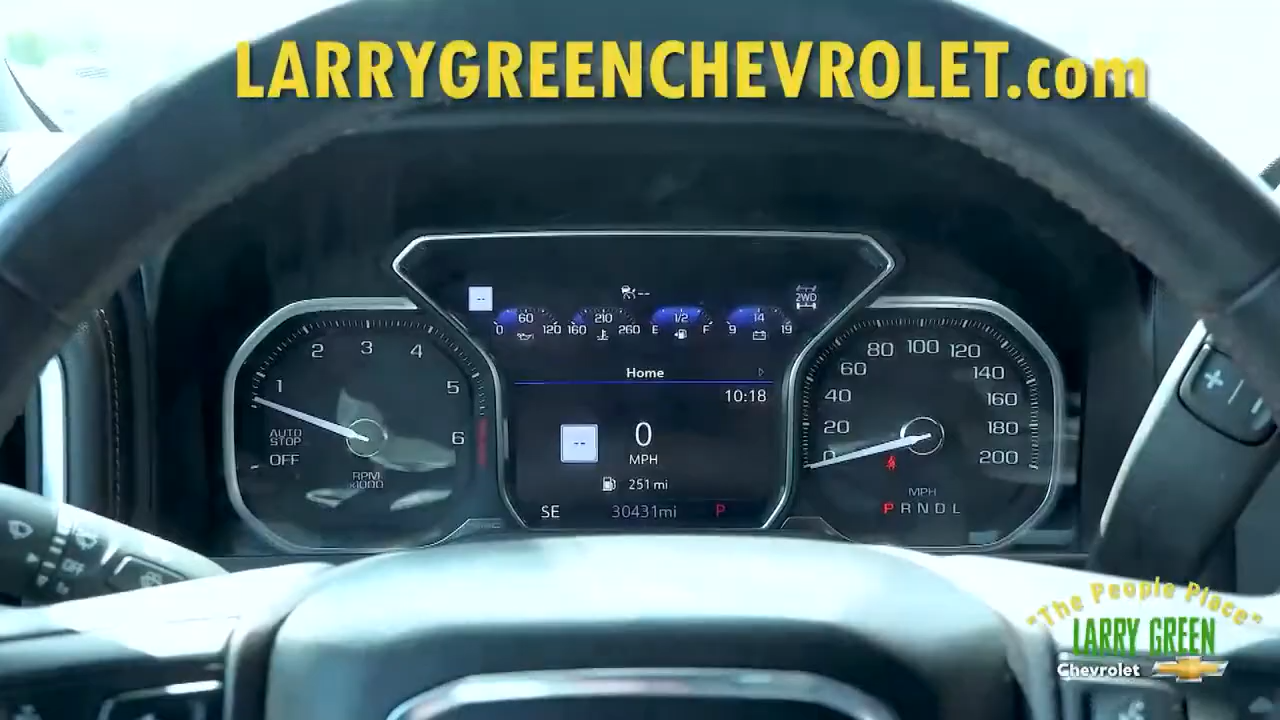 LARRYGREENCHEVROLET.com
--
--
2WD
60
0 120
210
160 260
1/2
E F
14
9 19
Home
10:18
--
0
MPH
251 mi
SE 30431mi P
1 2 3 4 5 6
AUTO
STOP
OFF
RPM
x1000
0 20 40 60 80 100 120 140 160 180 200
MPH
P R N D L
OFF
"The People Place"
LARRY GREEN
Chevrolet